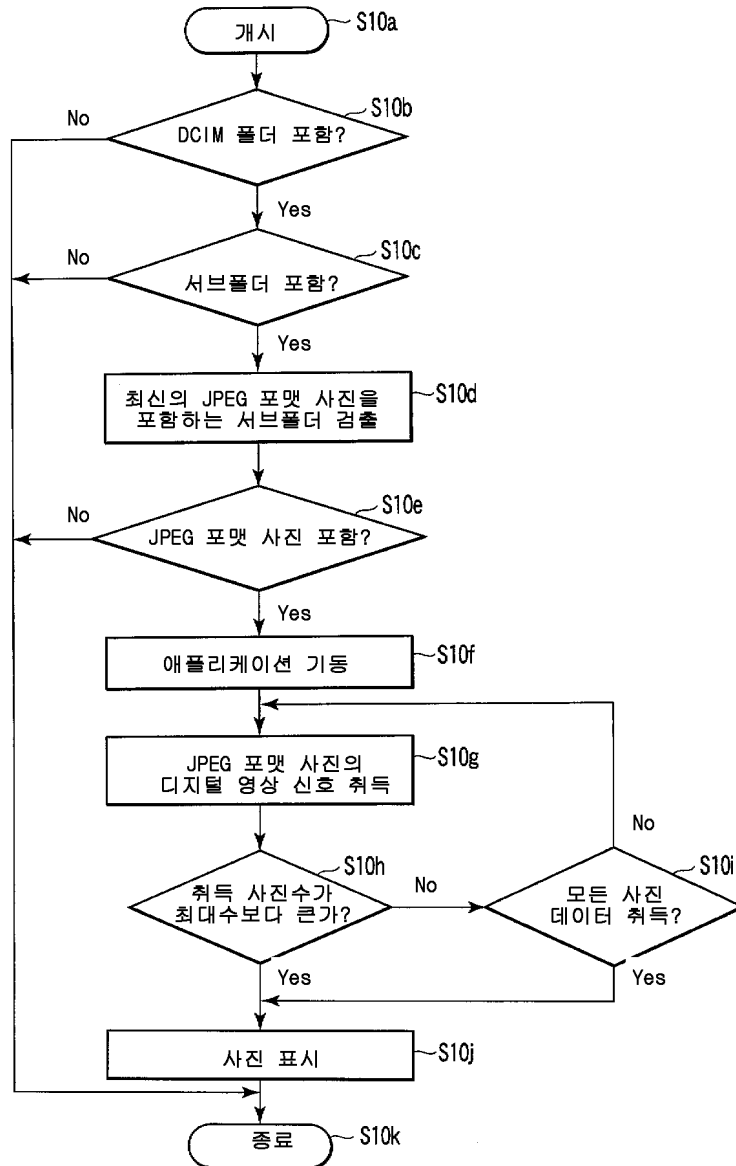 개시
S10a
No
S10b
DCIM 폴더 포함?
Yes
No
S10c
서브폴더 포함?
Yes
최신의 JPEG 포맷 사진을
포함하는 서브폴더 검출
S10d
No
S10e
JPEG 포맷 사진 포함?
Yes
애플리케이션 기동
S10f
JPEG 포맷 사진의
디지털 영상 신호 취득
S10g
No
S10h
취득 사진수가
최대수보다 큰가?
No
S10i
모든 사진
데이터 취득?
Yes
Yes
사진 표시
S10j
종료
S10k